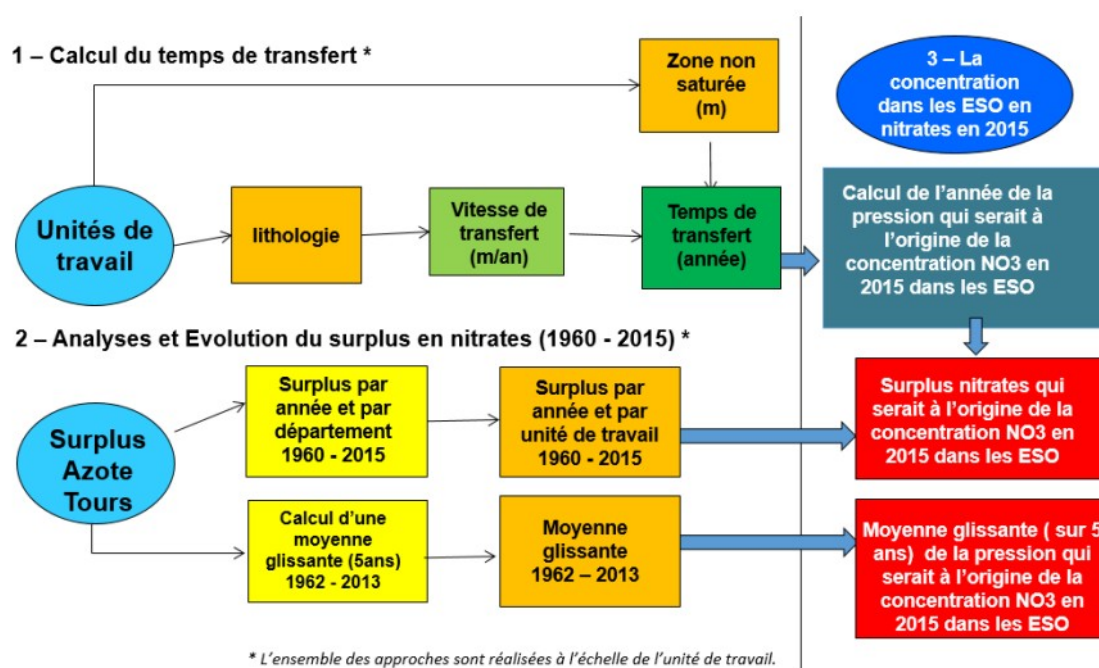 1 – Calcul du temps de transfert *
Zone non
saturée
(m)
Unités de
travail
lithologie
Vitesse de
transfert
(m/an)
Temps de
transfert
(année)
2 – Analyses et Evolution du surplus en nitrates (1960 - 2015) *
Surplus
Azote
Tours
Surplus par
année et par
département
1960 - 2015
Surplus par
année et par
unité de travail
1960 - 2015
Calcul d’une
moyenne
glissante (5ans)
1962 - 2013
Moyenne
glissante
1962 – 2013
* L’ensemble des approches sont réalisées à l’échelle de l’unité de travail.
3 – La
concentration
dans les ESO en
nitrates en 2015
Calcul de l’année de la
pression qui serait à
l’origine de la
concentration NO3 en
2015 dans les ESO
Surplus nitrates qui
serait à l’origine de la
concentration NO3 en
2015 dans les ESO
Moyenne glissante ( sur 5
ans) de la pression qui
serait à l’origine de la
concentration NO3 en
2015 dans les ESO